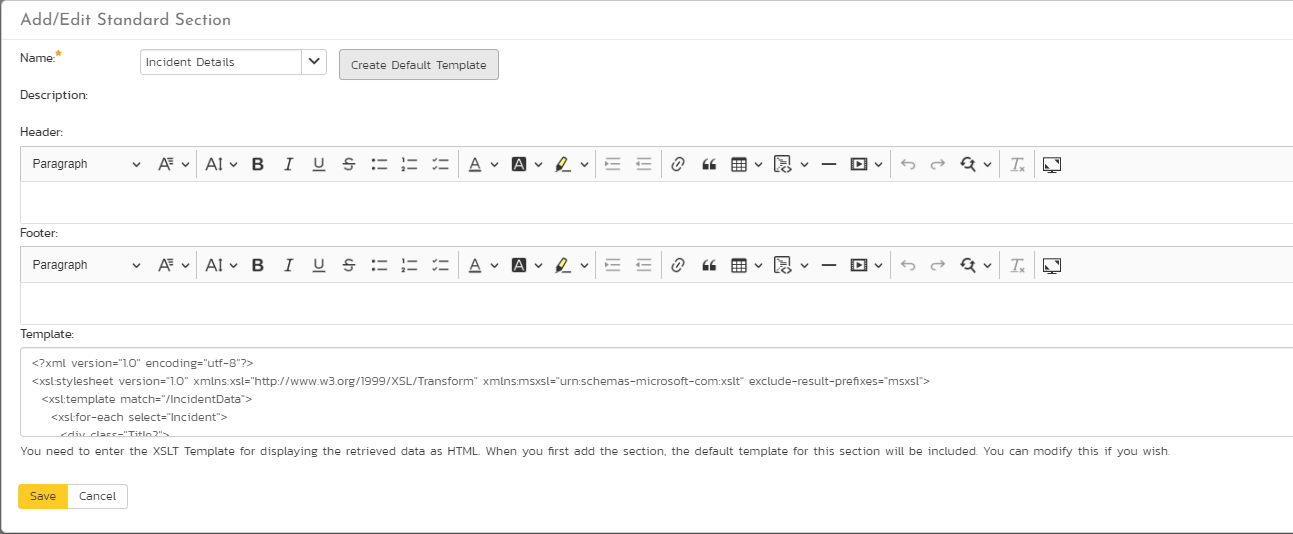 Add/Edit Standard Section
Name:*
Incident Details
Create Default Template
Description:
Header:
Paragraph
Footer:
Paragraph
Template:
<?xml version="1.0" encoding="utf-8"?>
<xsl:stylesheet version="1.0" xmlns:xsl="http://www.w3.org/1999/XSL/Transform" xmlns:msxsl="urn:schemas-microsoft-com:xslt" exclude-result-prefixes="msxsl">
<xsl:template match="/IncidentData">
<xsl:for-each select="Incident">
<div class="Title2">
You need to enter the XSLT Template for displaying the retrieved data as HTML. When you first add the section, the default template for this section will be included. You can modify this if you wish.
Save
Cancel